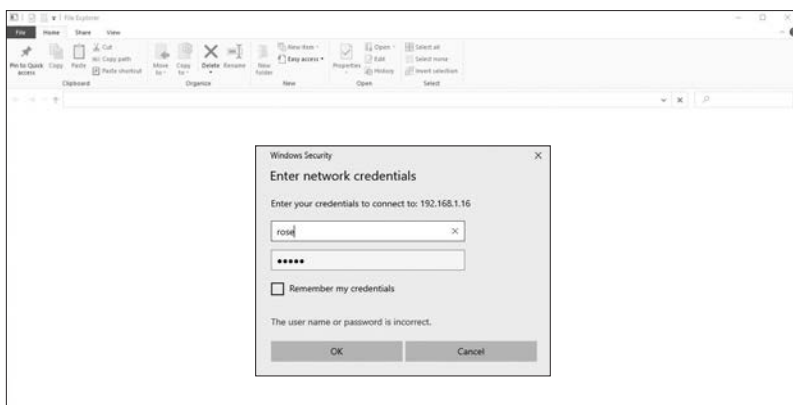 File Explorer
File Home Share View
Pin to Quick access
Copy
Paste
Cut
Copy path
Paste shortcut
Move to
Copy to
Delete
Rename
New folder
New item
Easy access
Properties
Open
Edit
History
Select all
Select none
Invert selection
Clipboard Organize New Open Select
Windows Security
Enter network credentials
Enter your credentials to connect to: 192.168.1.16
rose
Remember my credentials
The user name or password is incorrect.
OK Cancel